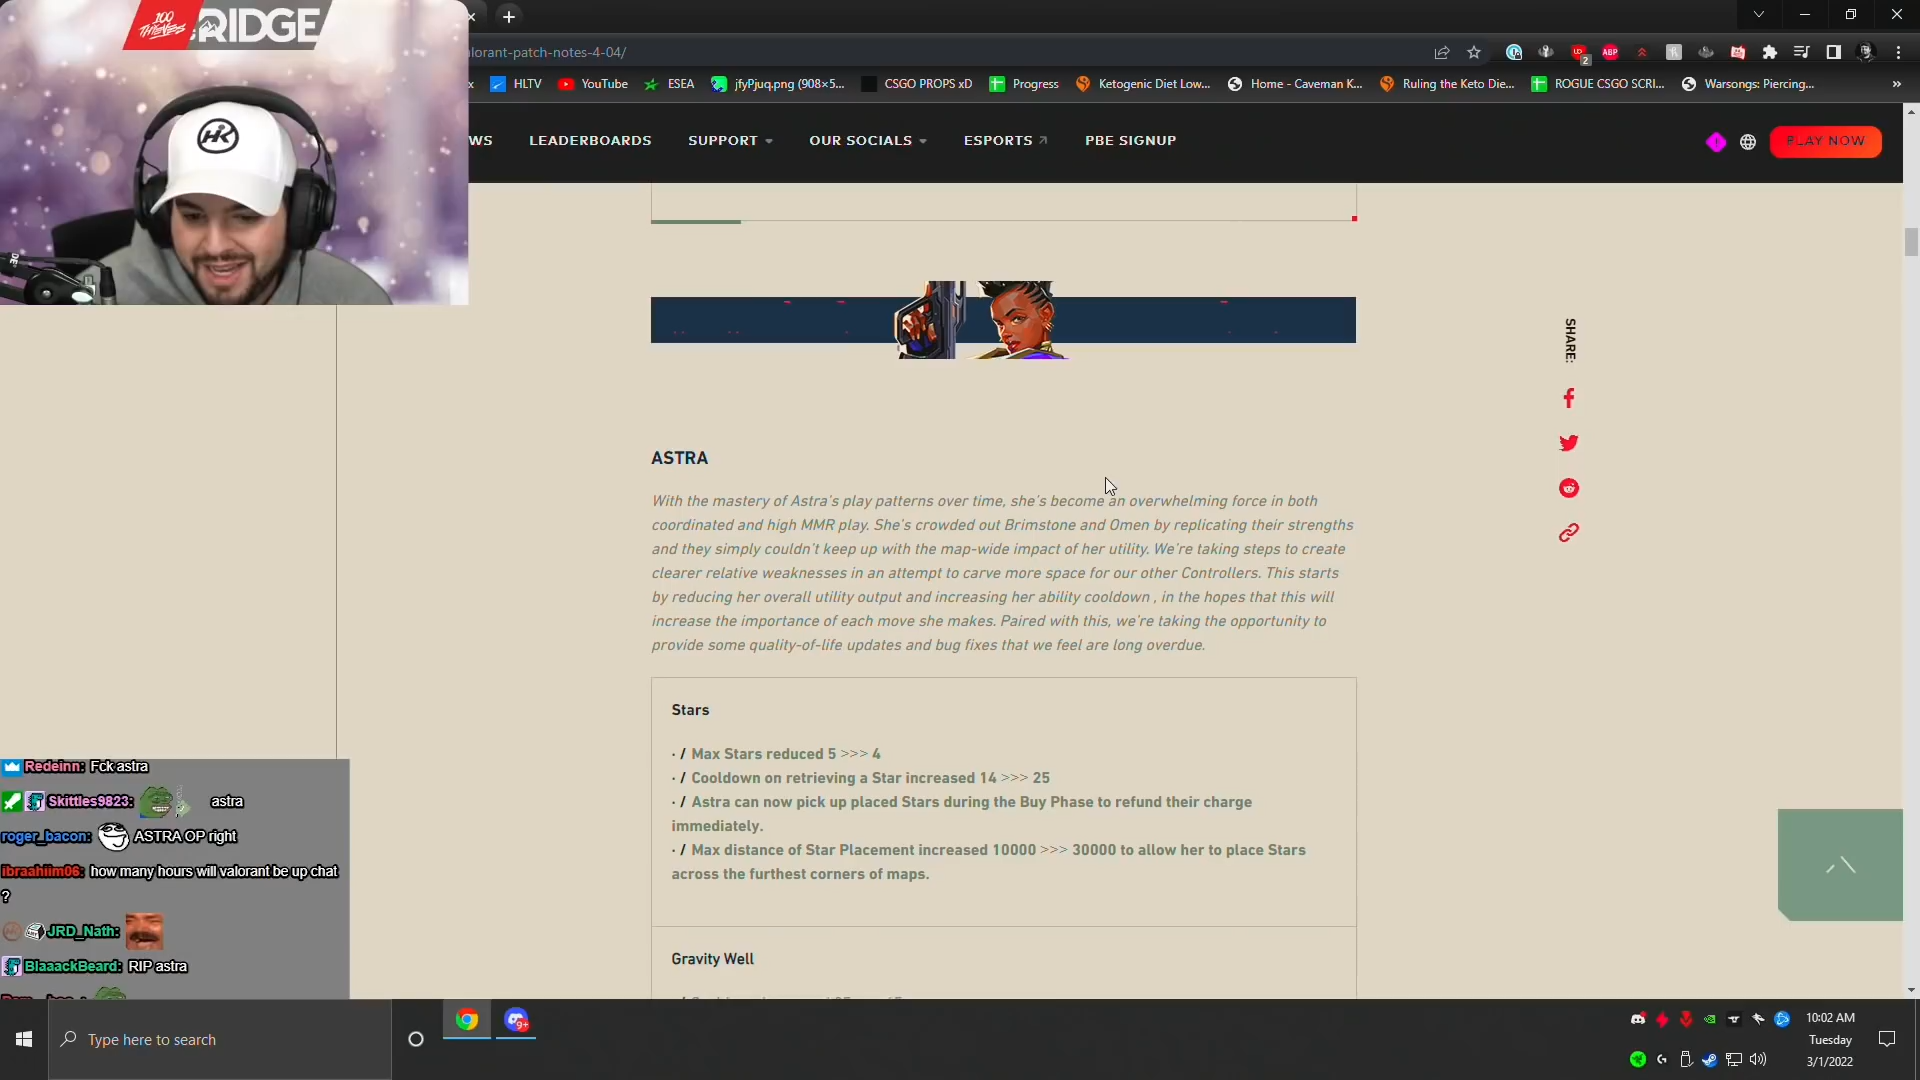 100 THIEVES RIDGE
lorant-patch-notes-4-04/
x HLTV YouTube ESEA jfyPjuq.png (908×5... CSGO PROPS xD Progress Ketogenic Diet Low... Home - Caveman K... Ruling the Keto Die... ROGUE CSGO SCRI... Warsongs: Piercing... »
WS LEADERBOARDS SUPPORT OUR SOCIALS ESPORTS PBE SIGNUP PLAY NOW
SHARE:
ASTRA
With the mastery of Astra's play patterns over time, she's become an overwhelming force in both
coordinated and high MMR play. She's crowded out Brimstone and Omen by replicating their strengths
and they simply couldn't keep up with the map-wide impact of her utility. We're taking steps to create
clearer relative weaknesses in an attempt to carve more space for our other Controllers. This starts
by reducing her overall utility output and increasing her ability cooldown , in the hopes that this will
increase the importance of each move she makes. Paired with this, we're taking the opportunity to
provide some quality-of-life updates and bug fixes that we feel are long overdue.
Stars
· / Max Stars reduced 5 >>> 4
· / Cooldown on retrieving a Star increased 14 >>> 25
· / Astra can now pick up placed Stars during the Buy Phase to refund their charge
immediately.
· / Max distance of Star Placement increased 10000 >>> 30000 to allow her to place Stars
across the furthest corners of maps.
Gravity Well
Redeinn: Fck astra
Skittles9823: astra
roger_bacon: ASTRA OP right
ibraahiim06: how many hours will valorant be up chat
?
JRD_Nath:
BlaaackBeard: RIP astra
Type here to search
9+
10:02 AM
Tuesday
3/1/2022